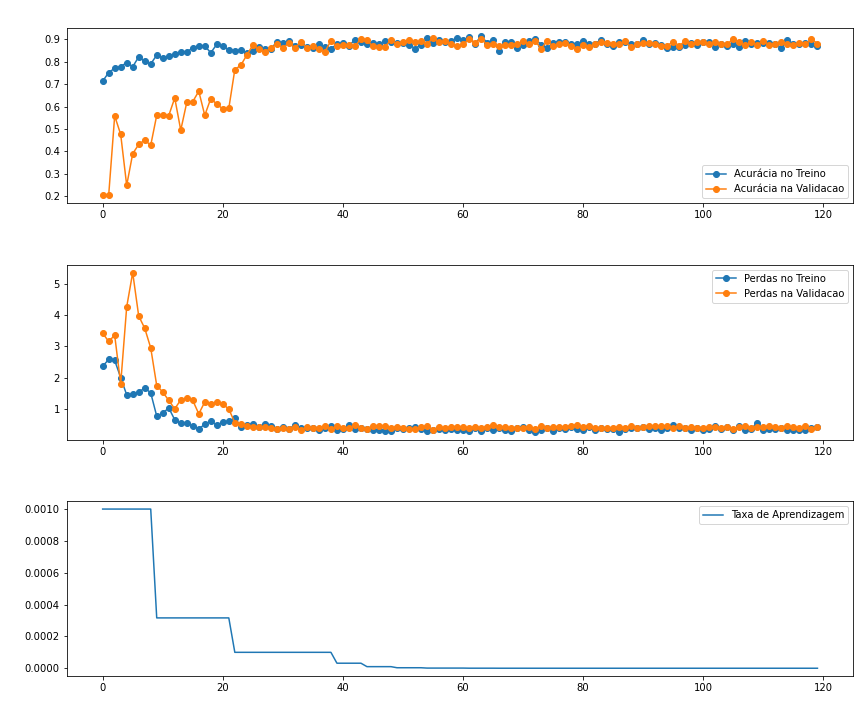 0.9
0.8
0.7
0.6
0.5
0.4
0.3
0.2
Acurácia no Treino
Acurácia na Validacao
0 20 40 60 80 100 120
5
4
3
2
1
Perdas no Treino
Perdas na Validacao
0 20 40 60 80 100 120
0.0010
0.0008
0.0006
0.0004
0.0002
0.0000
Taxa de Aprendizagem
0 20 40 60 80 100 120